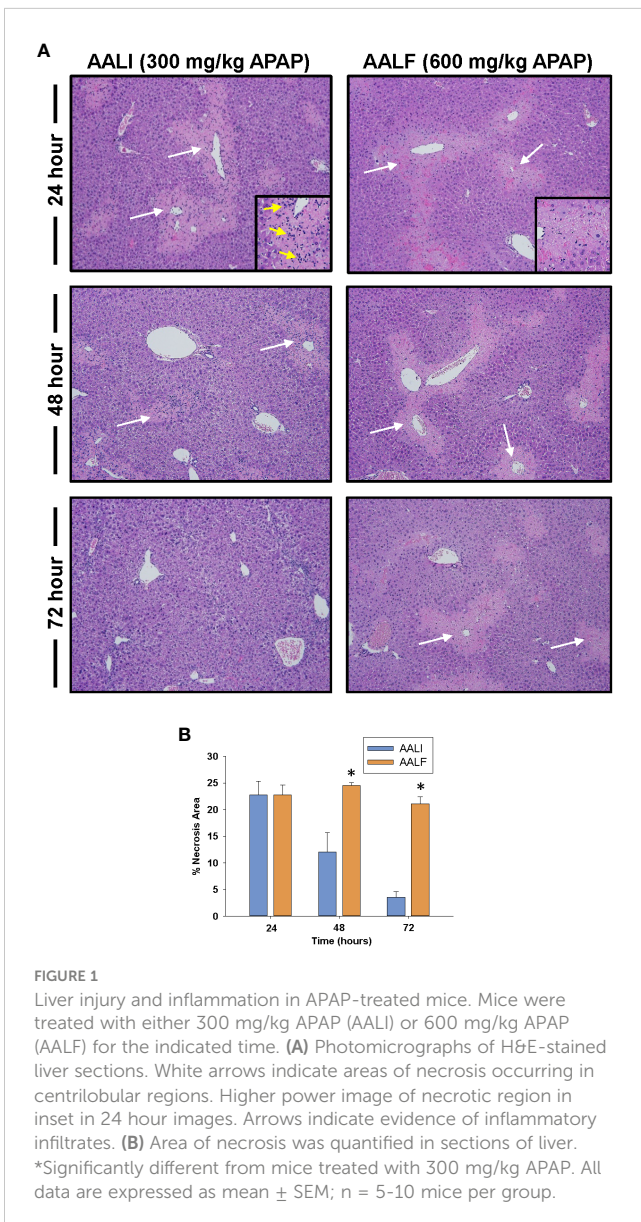 A
AALI (300 mg/kg APAP)
AALF (600 mg/kg APAP)
24 hour
48 hour
72 hour
B
AALI
AALF
% Necrosis Area
30
25
20
15
10
5
0
*
*
24
48
72
Time (hours)
FIGURE 1
Liver injury and inflammation in APAP-treated mice. Mice were
treated with either 300 mg/kg APAP (AALI) or 600 mg/kg APAP
(AALF) for the indicated time. (A) Photomicrographs of H&E-stained
liver sections. White arrows indicate areas of necrosis occurring in
centrilobular regions. Higher power image of necrotic region in
inset in 24 hour images. Arrows indicate evidence of inflammatory
infiltrates. (B) Area of necrosis was quantified in sections of liver.
*Significantly different from mice treated with 300 mg/kg APAP. All
data are expressed as mean ± SEM; n = 5-10 mice per group.